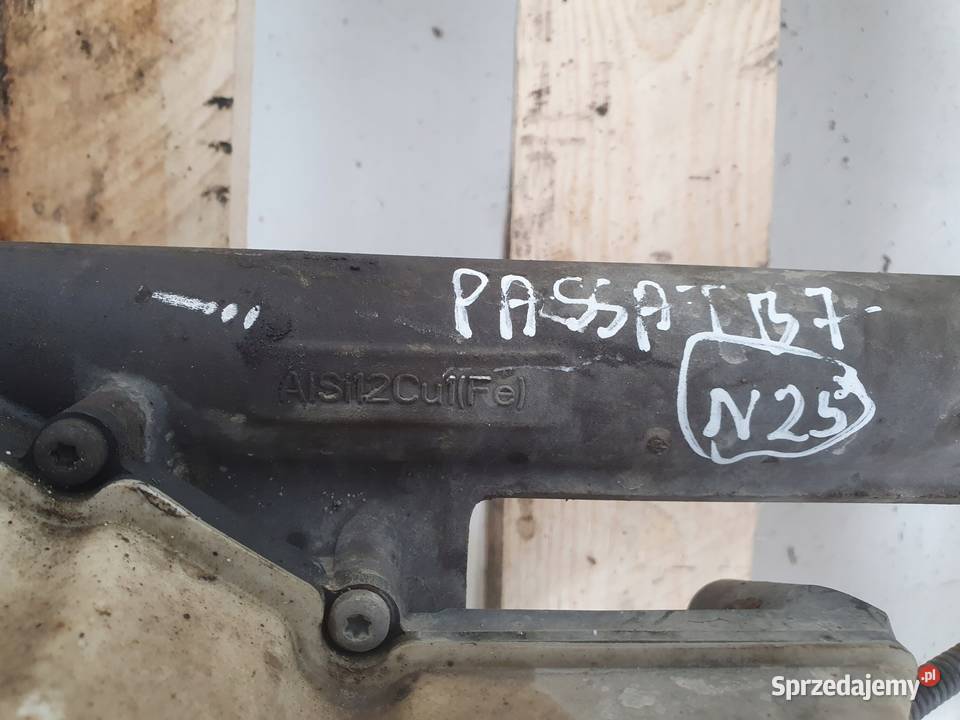 PASSAT B7
AlSi12Cu1(Fe)
N25
Sprzedajemy.pl